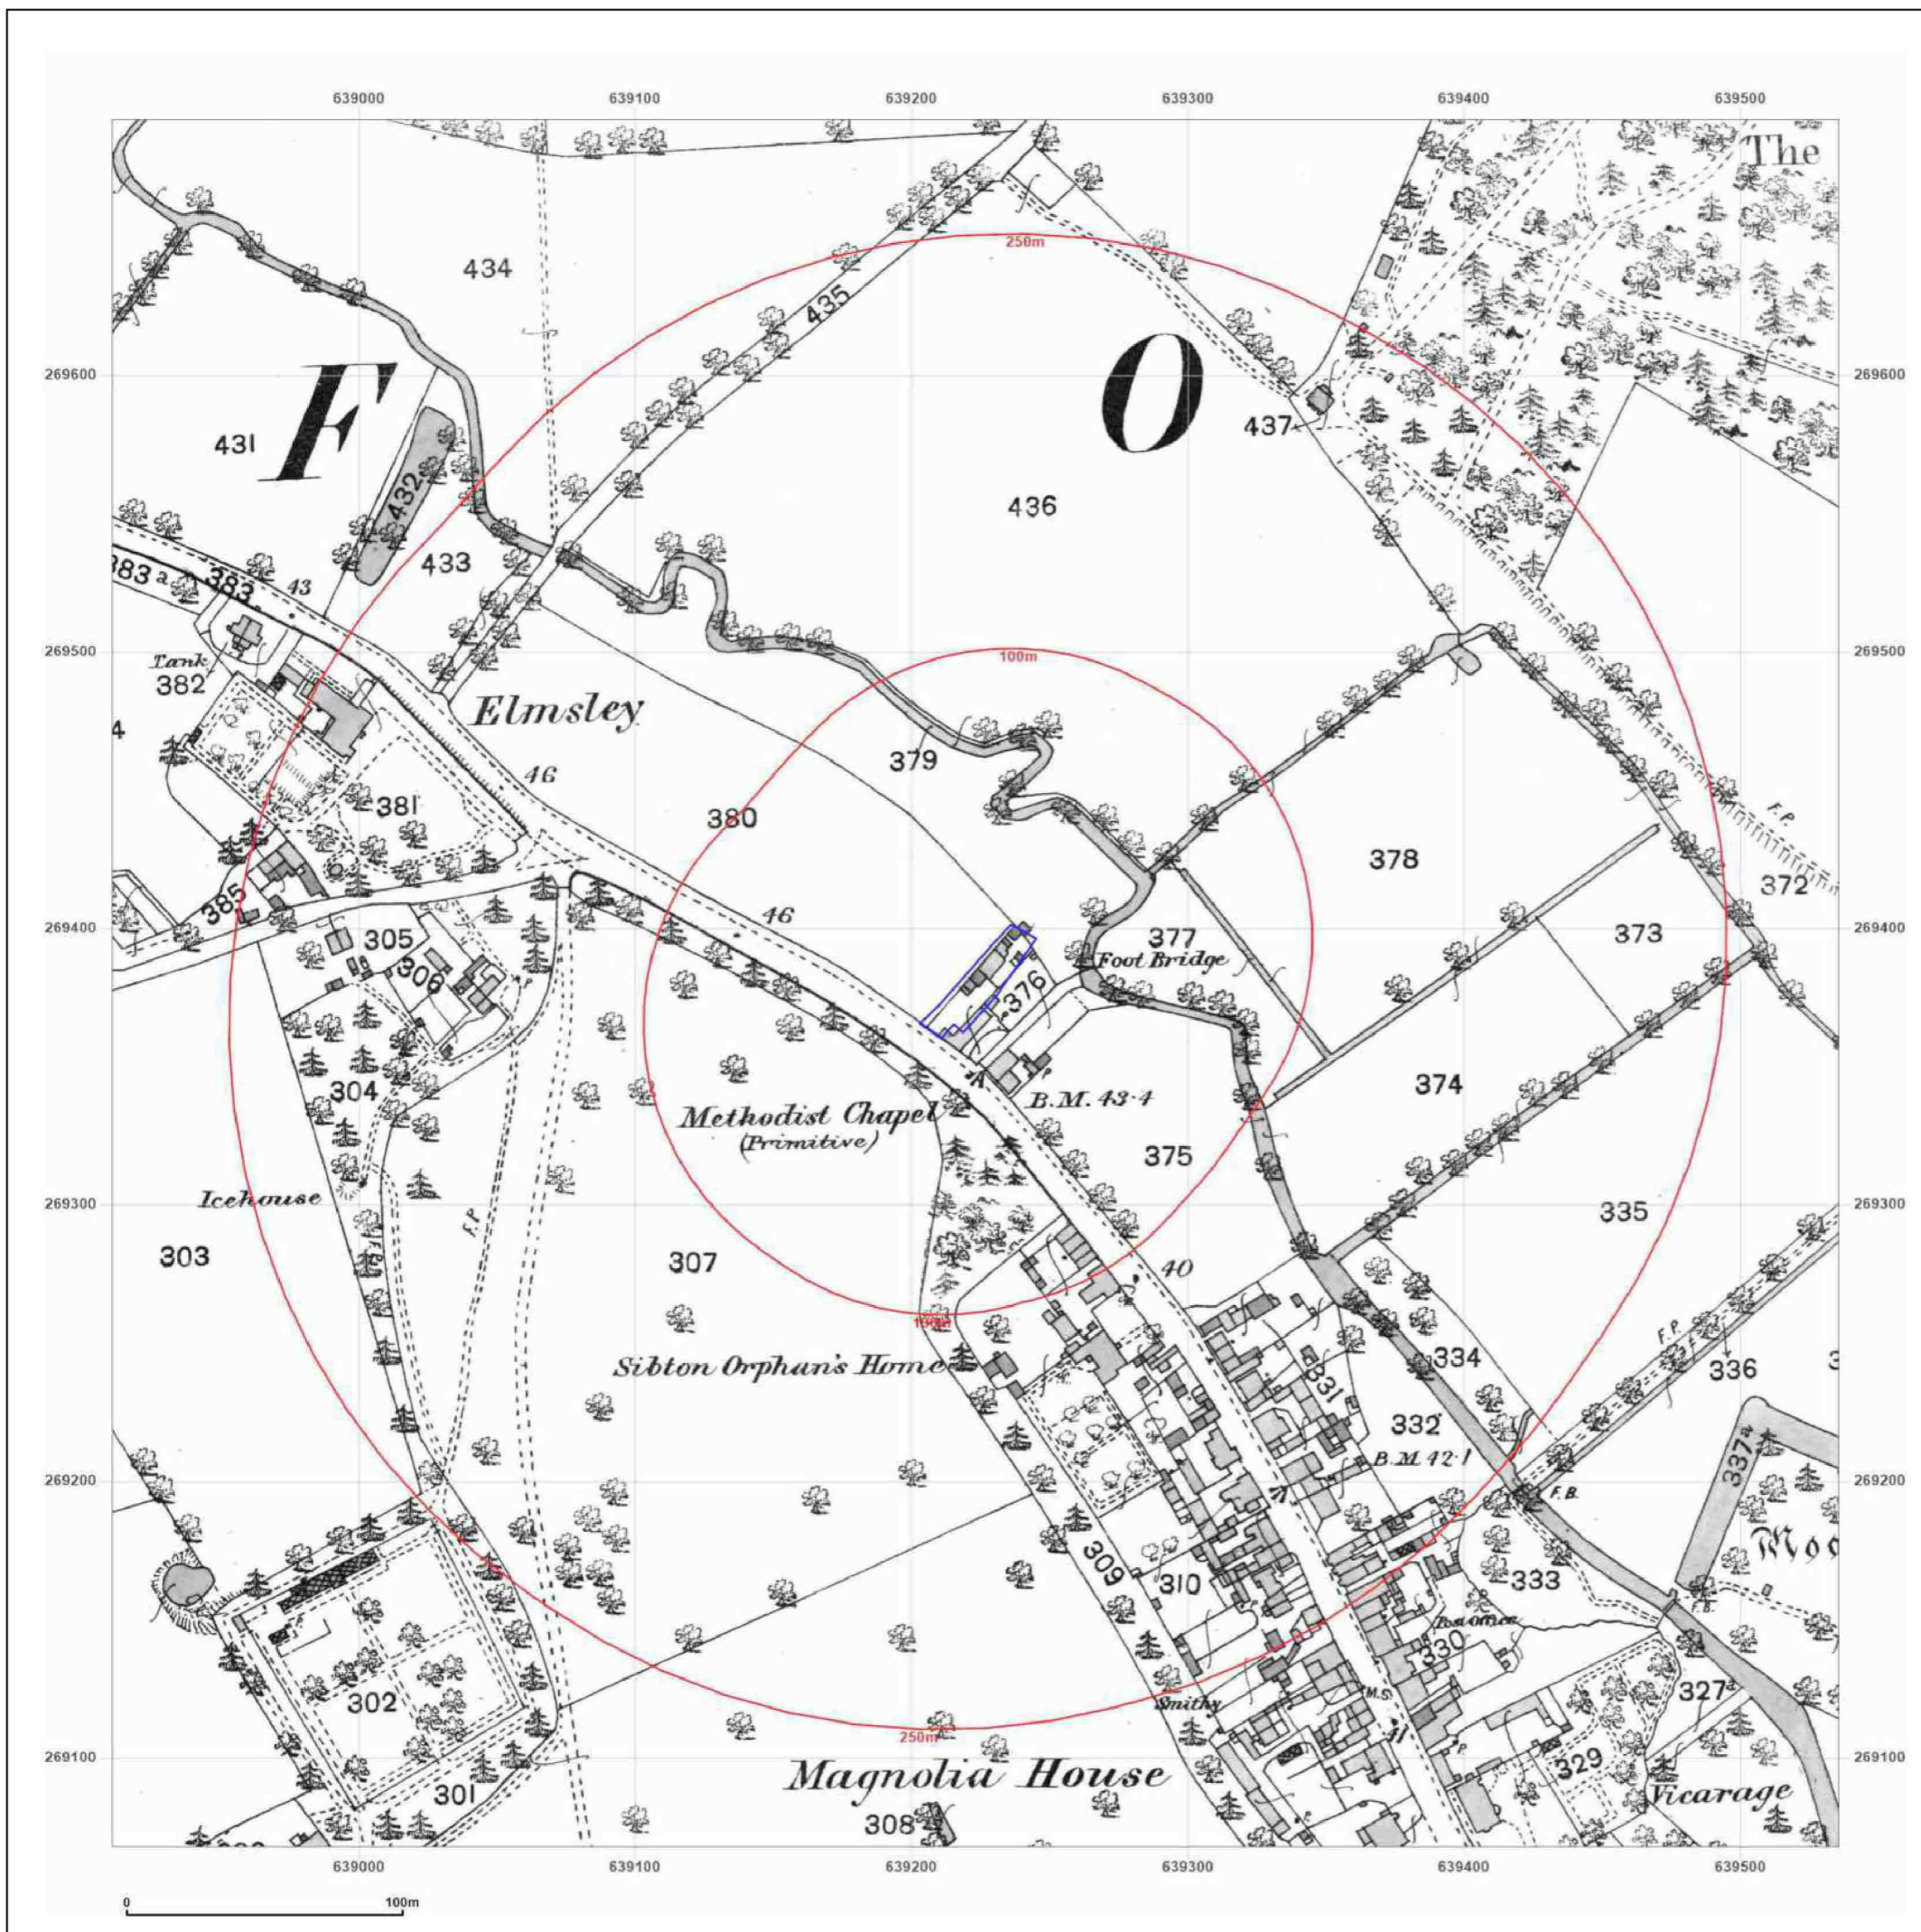 639000 639100 639200 639300 639400 639500
The
250m
434
435
269600 269600
F
O
431
437
432
436
433
383a
383
43
269500 269500
100m
Tank
382
Elmsley
4
379
46
381
380
F.P.
378
372
385
46
269400 269400
305
377
373
306
Foot Bridge
376
P
304
374
B.M. 43·4
Methodist Chapel
(Primitive)
375
Icehouse
269300 269300
F.P.
F.P.
335
303
307
40
100m
F.P.
Sibton Orphan's Home
334
336
3
331
332
B.M. 42·1
337a
269200 269200
F.B.
Moo
309
310
333
F.B.
Post Office
330
302
Smithy
M.S.
327a
41
250m
269100 269100
P
329
Magnolia House
301
Vicarage
308
P
639000 639100 639200 639300 639400 639500
0 100m